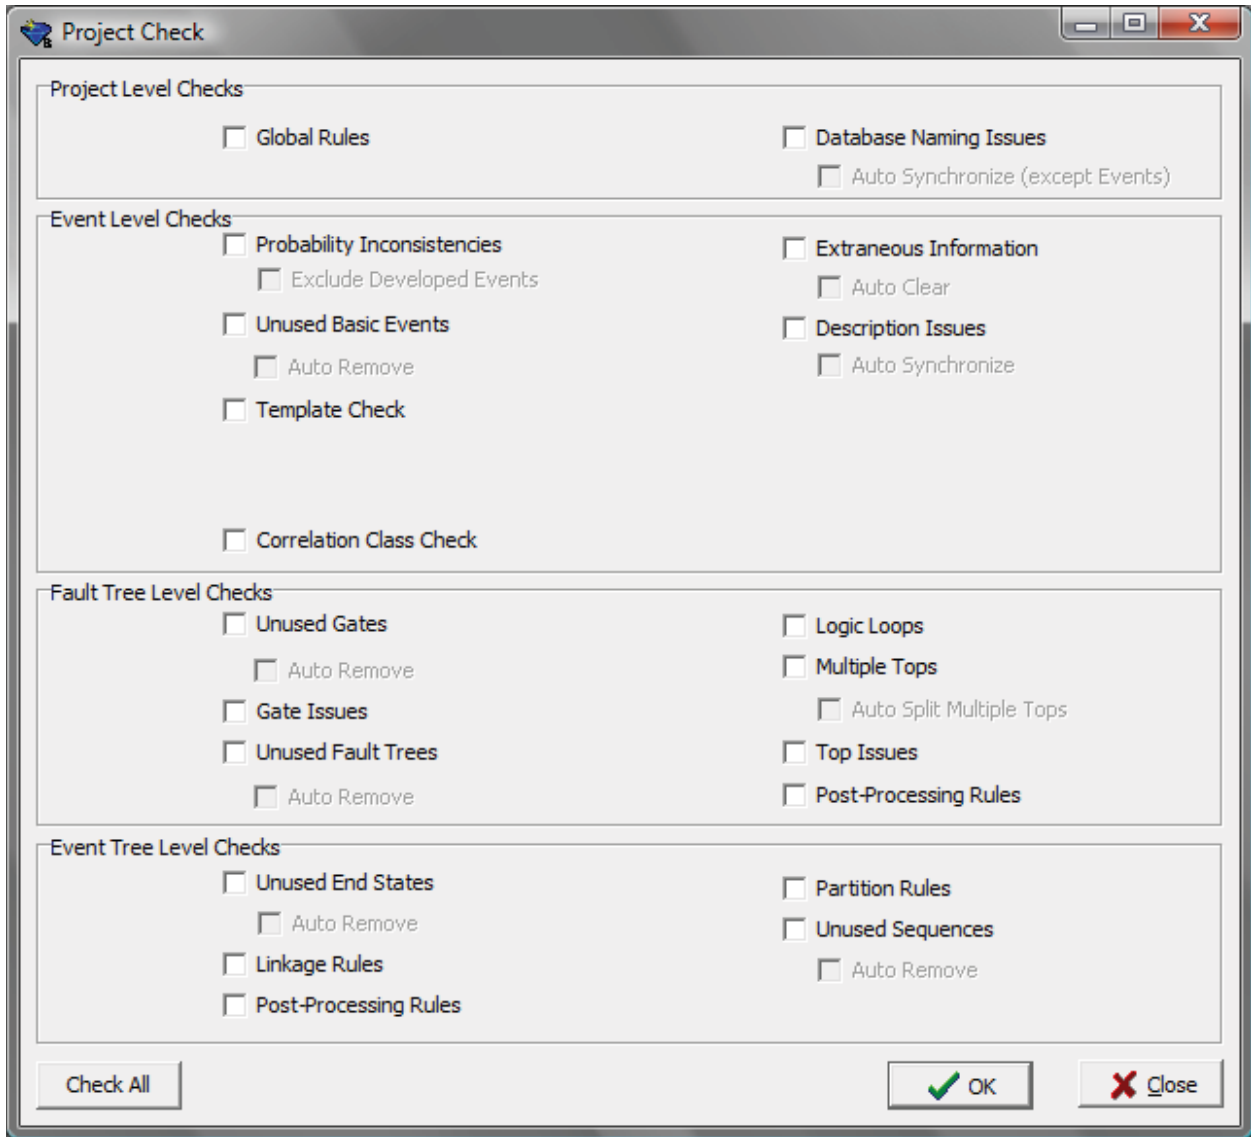 Project Check
Project Level Checks
Global Rules
Database Naming Issues
Auto Synchronize (except Events)
Event Level Checks
Probability Inconsistencies
Exclude Developed Events
Unused Basic Events
Auto Remove
Template Check
Correlation Class Check
Extraneous Information
Auto Clear
Description Issues
Auto Synchronize
Fault Tree Level Checks
Unused Gates
Auto Remove
Gate Issues
Unused Fault Trees
Auto Remove
Logic Loops
Multiple Tops
Auto Split Multiple Tops
Top Issues
Post-Processing Rules
Event Tree Level Checks
Unused End States
Auto Remove
Linkage Rules
Post-Processing Rules
Partition Rules
Unused Sequences
Auto Remove
Check All
OK
Close